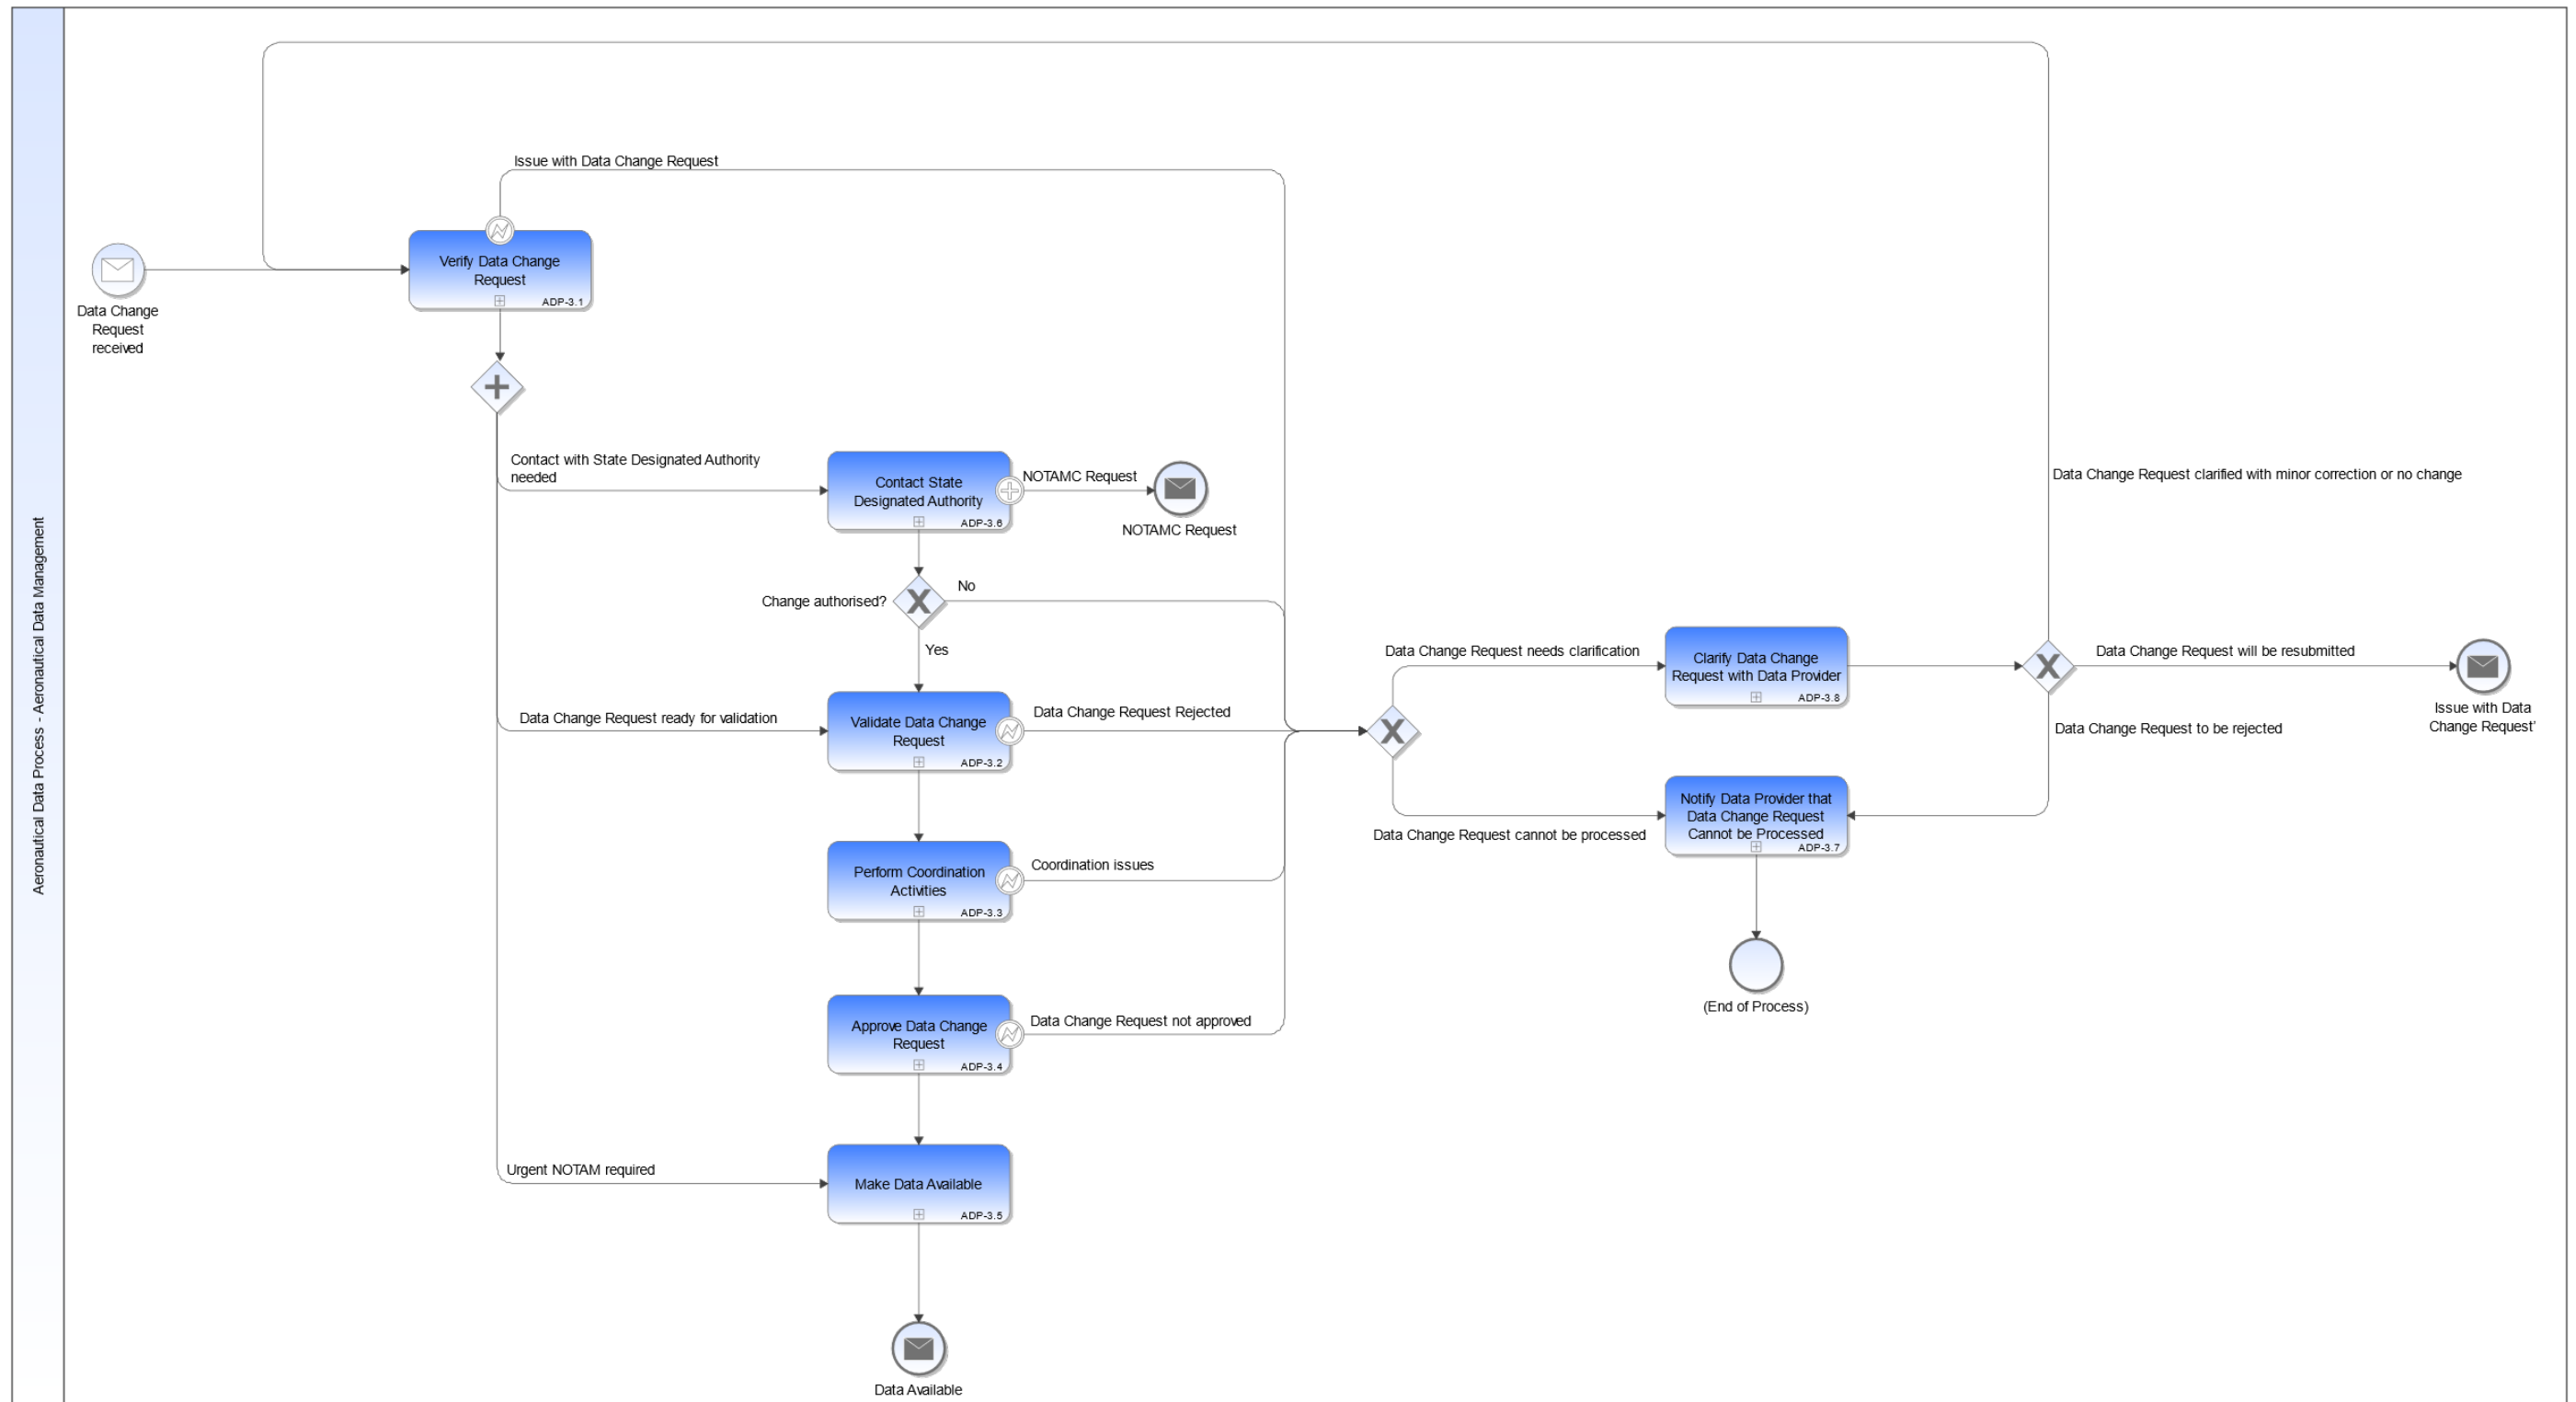 Aeronautical Data Process - Aeronautical Data Management
Issue with Data Change Request
Verify Data Change
Request
ADP-3.1
Data Change
Request
received
Contact with State Designated Authority
needed
Contact State
Designated Authority
ADP-3.6
NOTAMC Request
NOTAMC Request
Data Change Request clarified with minor correction or no change
Change authorised?
No
Yes
Data Change Request needs clarification
Clarify Data Change
Request with Data Provider
ADP-3.8
Data Change Request will be resubmitted
Issue with Data
Change Request'
Data Change Request ready for validation
Validate Data Change
Request
ADP-3.2
Data Change Request Rejected
Data Change Request to be rejected
Notify Data Provider that
Data Change Request
Cannot be Processed
ADP-3.7
Data Change Request cannot be processed
Perform Coordination
Activities
ADP-3.3
Coordination issues
(End of Process)
Approve Data Change
Request
ADP-3.4
Data Change Request not approved
Urgent NOTAM required
Make Data Available
ADP-3.5
Data Available